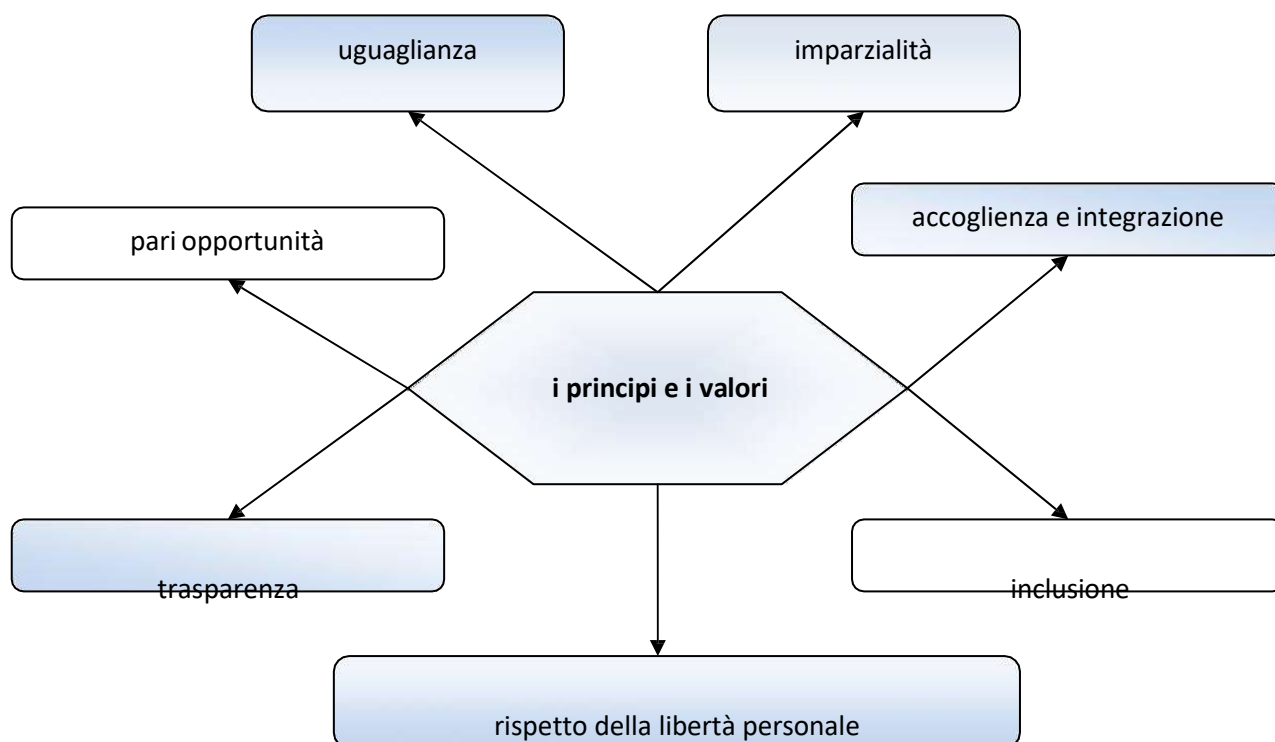 uguaglianza
imparzialità
accoglienza e integrazione
pari opportunità
i principi e i valori
trasparenza
inclusione
rispetto della libertà personale